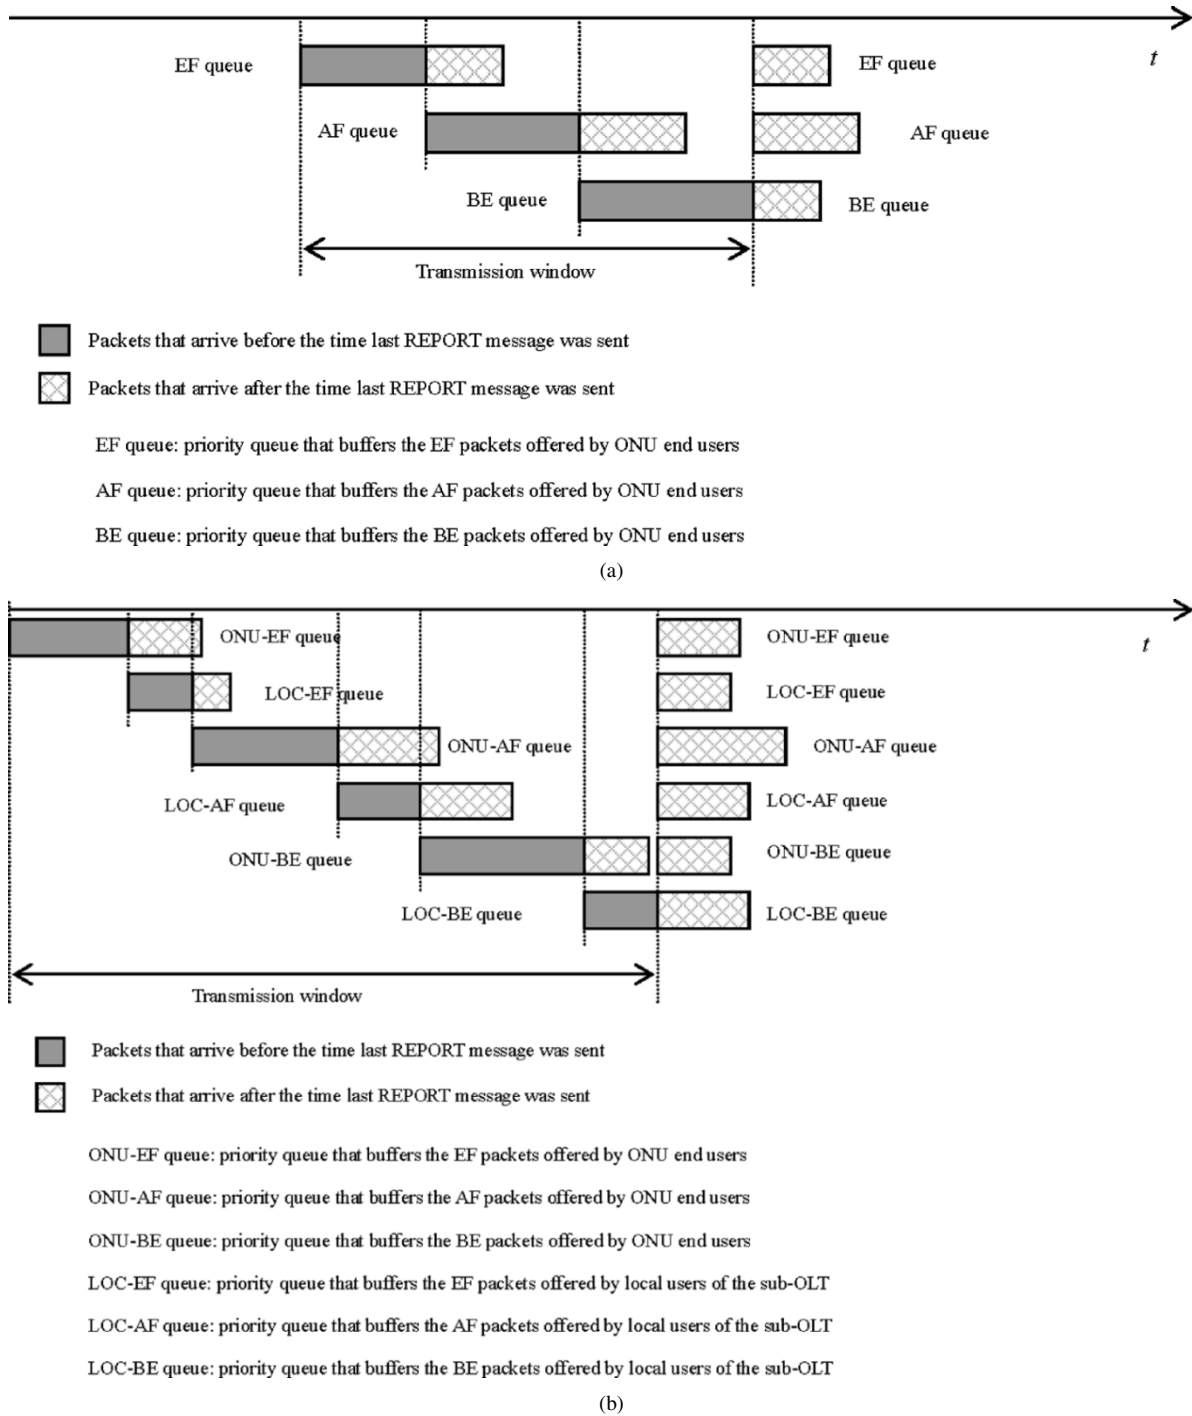 EF queue
EF queue
t
AF queue
AF queue
BE queue
BE queue
Transmission window
Packets that arrive before the time last REPORT message was sent
Packets that arrive after the time last REPORT message was sent
EF queue: priority queue that buffers the EF packets offered by ONU end users
AF queue: priority queue that buffers the AF packets offered by ONU end users
BE queue: priority queue that buffers the BE packets offered by ONU end users
(a)
ONU-EF queue
ONU-EF queue
t
LOC-EF queue
LOC-EF queue
ONU-AF queue
ONU-AF queue
LOC-AF queue
LOC-AF queue
ONU-BE queue
ONU-BE queue
LOC-BE queue
LOC-BE queue
Transmission window
Packets that arrive before the time last REPORT message was sent
Packets that arrive after the time last REPORT message was sent
ONU-EF queue: priority queue that buffers the EF packets offered by ONU end users
ONU-AF queue: priority queue that buffers the AF packets offered by ONU end users
ONU-BE queue: priority queue that buffers the BE packets offered by ONU end users
LOC-EF queue: priority queue that buffers the EF packets offered by local users of the sub-OLT
LOC-AF queue: priority queue that buffers the AF packets offered by local users of the sub-OLT
LOC-BE queue: priority queue that buffers the BE packets offered by local users of the sub-OLT
(b)